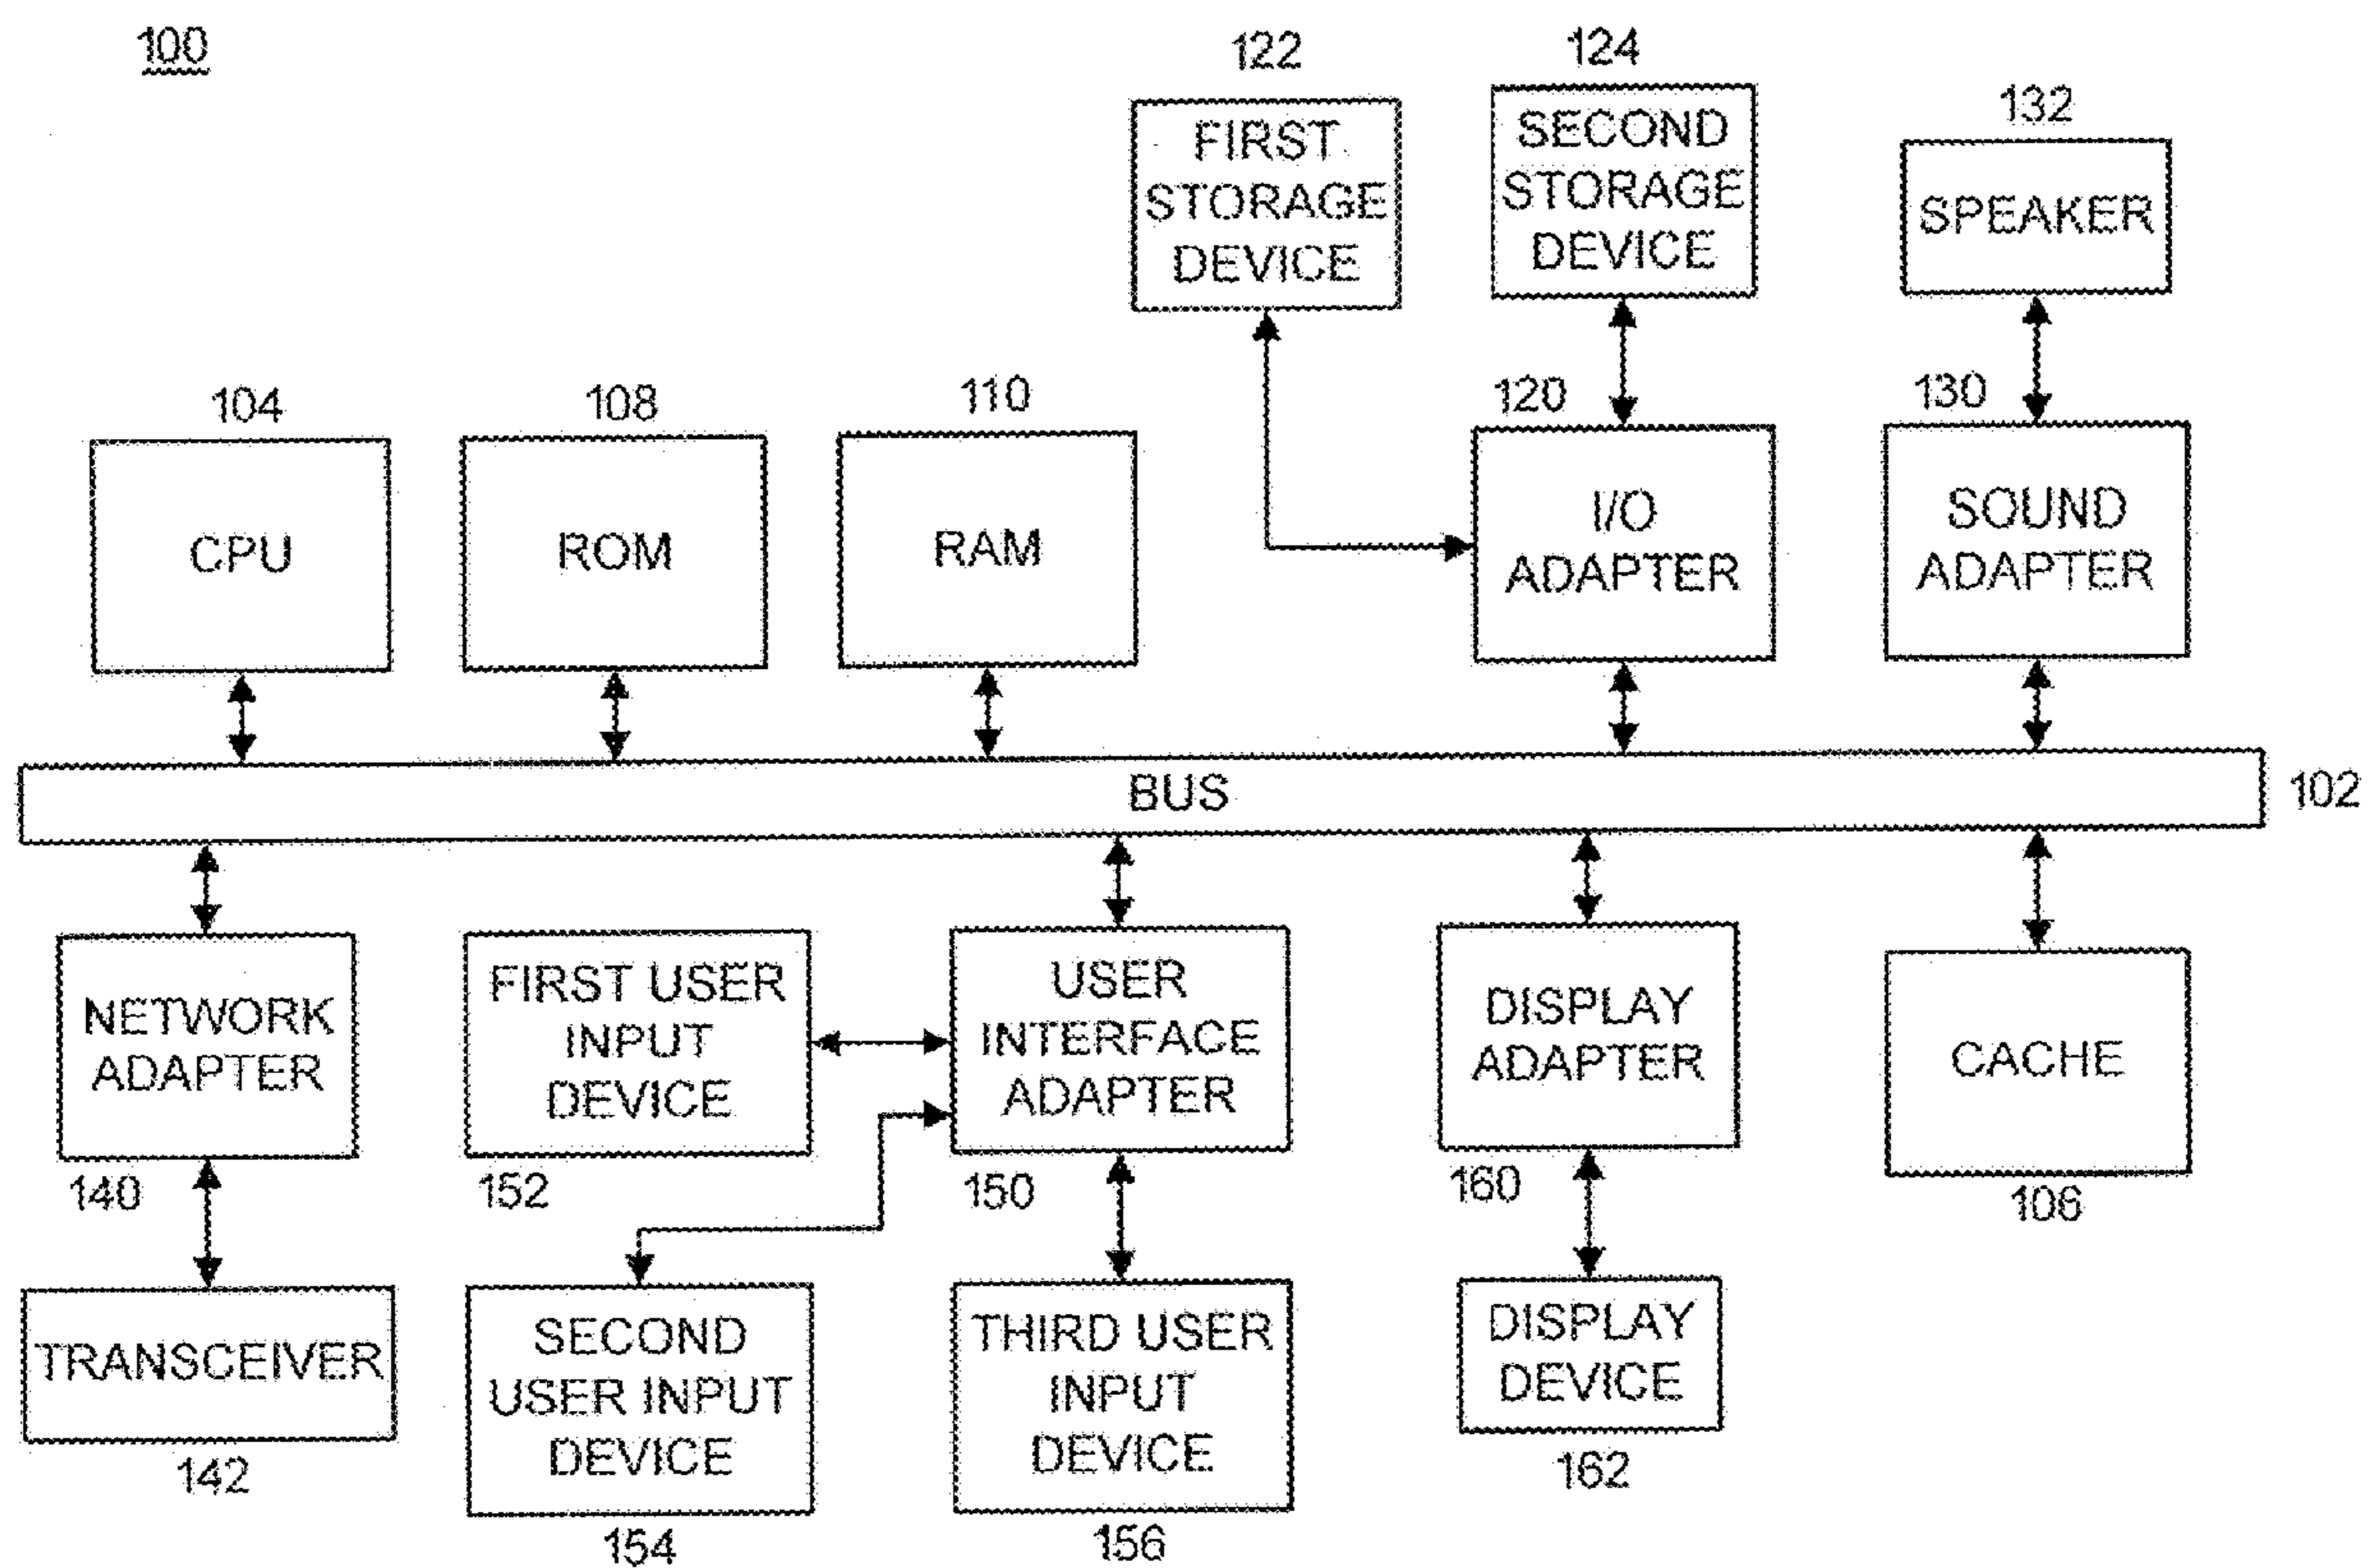 100
122
124
132
FIRST
STORAGE
DEVICE
SECOND
STORAGE
DEVICE
SPEAKER
104
108
110
120
130
CPU
ROM
RAM
I/O
ADAPTER
SOUND
ADAPTER
BUS
102
NETWORK
ADAPTER
FIRST USER
INPUT
DEVICE
USER
INTERFACE
ADAPTER
DISPLAY
ADAPTER
CACHE
140
152
150
160
106
TRANSCEIVER
SECOND
USER INPUT
DEVICE
THIRD USER
INPUT
DEVICE
DISPLAY
DEVICE
142
154
156
162